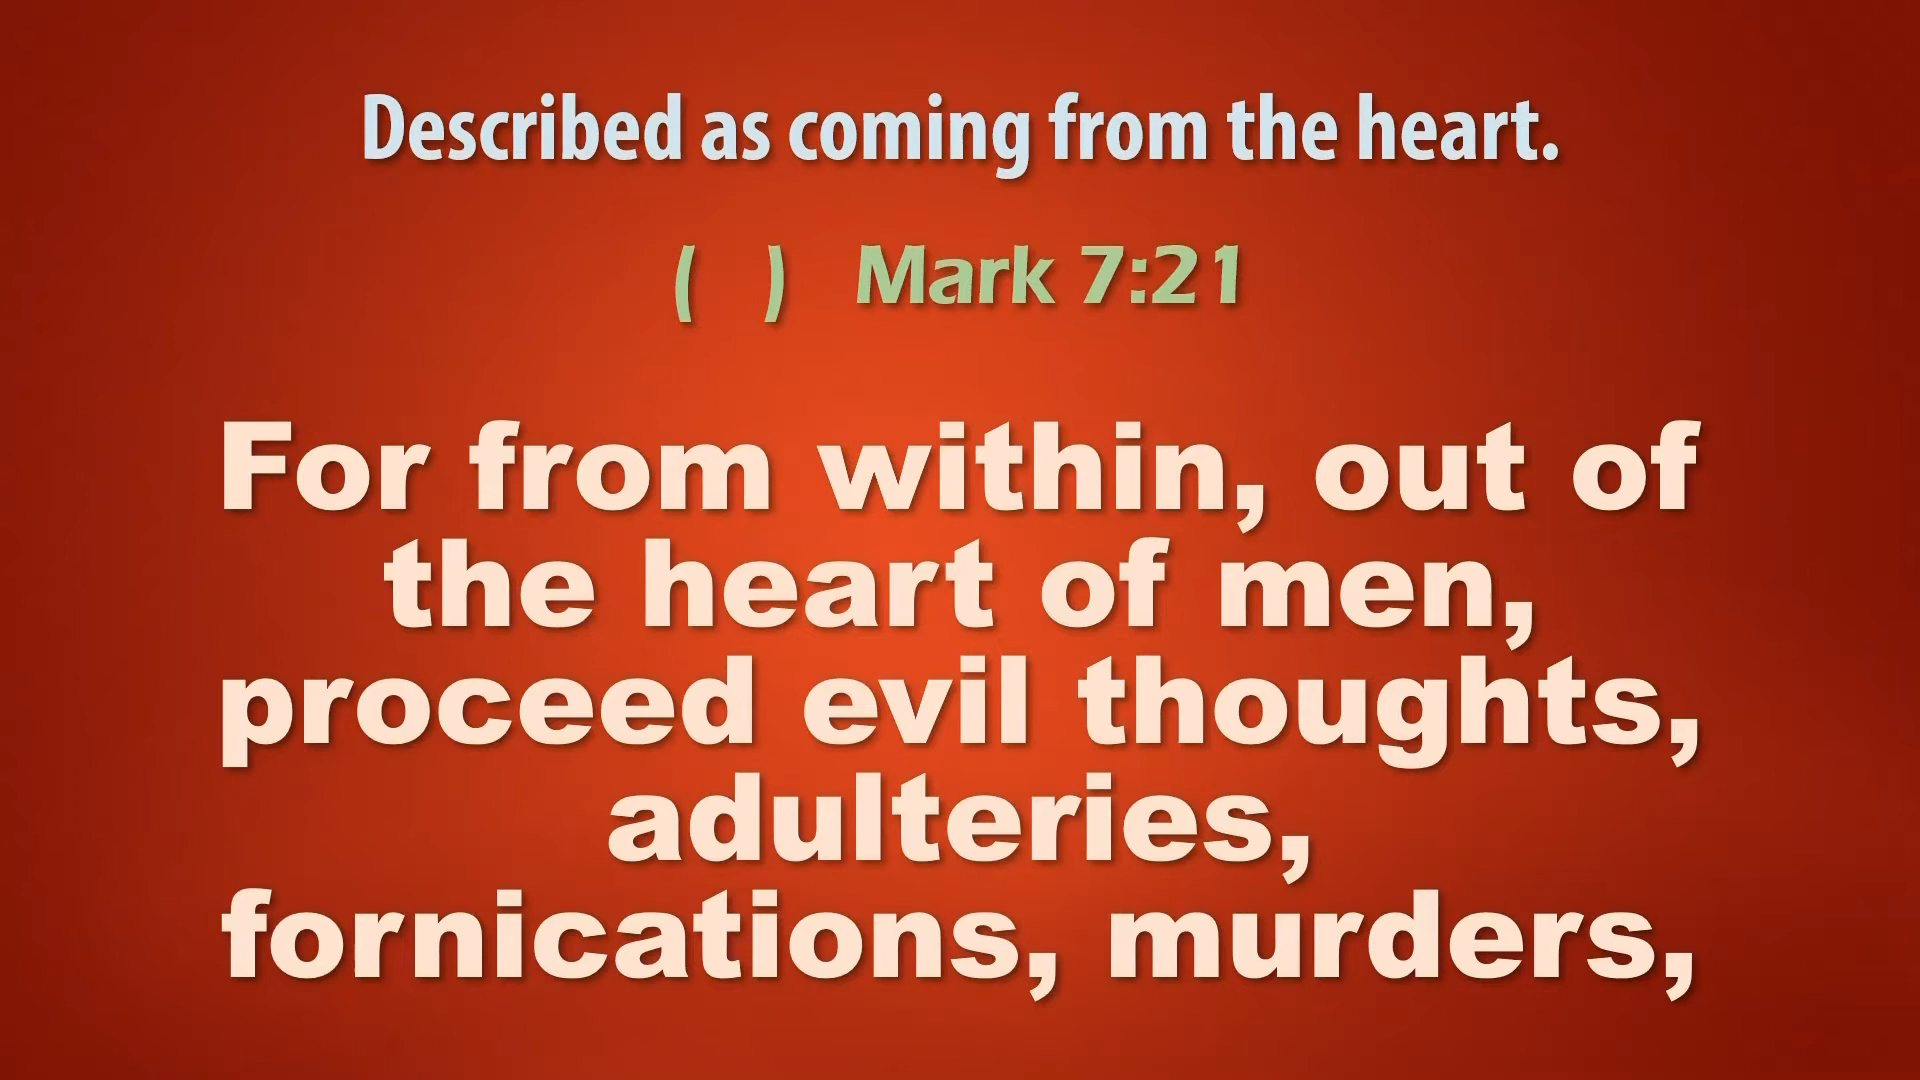 Described as coming from the heart.
(   )   Mark 7:21
For from within, out of
the heart of men,
proceed evil thoughts,
adulteries,
fornications, murders,